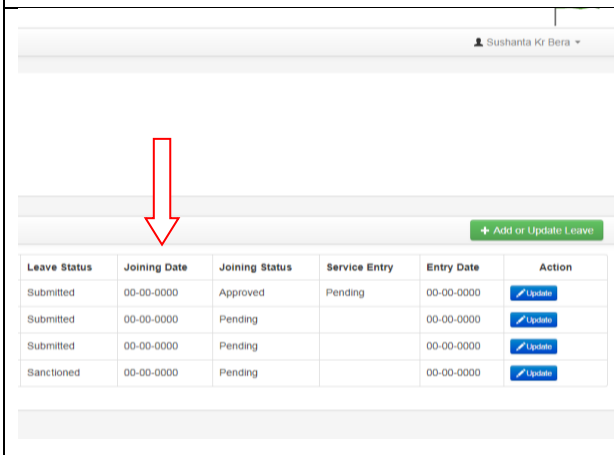 Sushanta Kr Bera
+ Add or Update Leave
Leave Status Joining Date Joining Status Service Entry Entry Date Action
Submitted 00-00-0000 Approved Pending 00-00-0000 Update
Submitted 00-00-0000 Pending 00-00-0000 Update
Submitted 00-00-0000 Pending 00-00-0000 Update
Sanctioned 00-00-0000 Pending 00-00-0000 Update